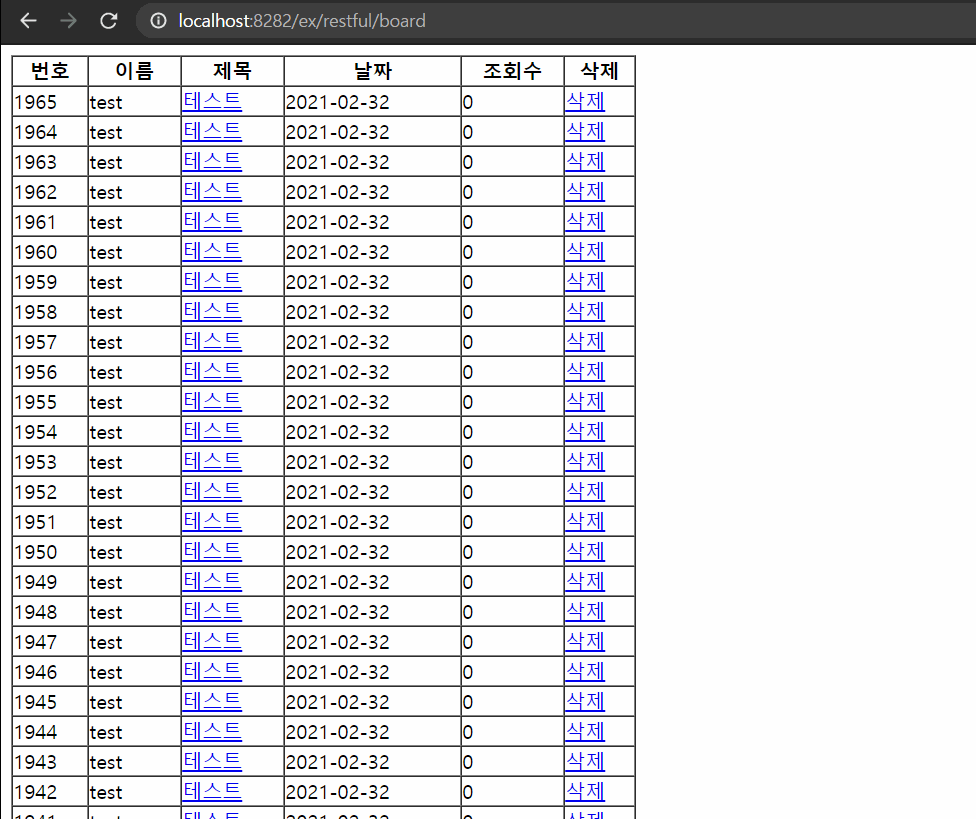 localhost:8282/ex/restful/board
번호 이름 제목 날짜 조회수 삭제
1965 test 테스트 2021-02-32 0 삭제
1964 test 테스트 2021-02-32 0 삭제
1963 test 테스트 2021-02-32 0 삭제
1962 test 테스트 2021-02-32 0 삭제
1961 test 테스트 2021-02-32 0 삭제
1960 test 테스트 2021-02-32 0 삭제
1959 test 테스트 2021-02-32 0 삭제
1958 test 테스트 2021-02-32 0 삭제
1957 test 테스트 2021-02-32 0 삭제
1956 test 테스트 2021-02-32 0 삭제
1955 test 테스트 2021-02-32 0 삭제
1954 test 테스트 2021-02-32 0 삭제
1953 test 테스트 2021-02-32 0 삭제
1952 test 테스트 2021-02-32 0 삭제
1951 test 테스트 2021-02-32 0 삭제
1950 test 테스트 2021-02-32 0 삭제
1949 test 테스트 2021-02-32 0 삭제
1948 test 테스트 2021-02-32 0 삭제
1947 test 테스트 2021-02-32 0 삭제
1946 test 테스트 2021-02-32 0 삭제
1945 test 테스트 2021-02-32 0 삭제
1944 test 테스트 2021-02-32 0 삭제
1943 test 테스트 2021-02-32 0 삭제
1942 test 테스트 2021-02-32 0 삭제